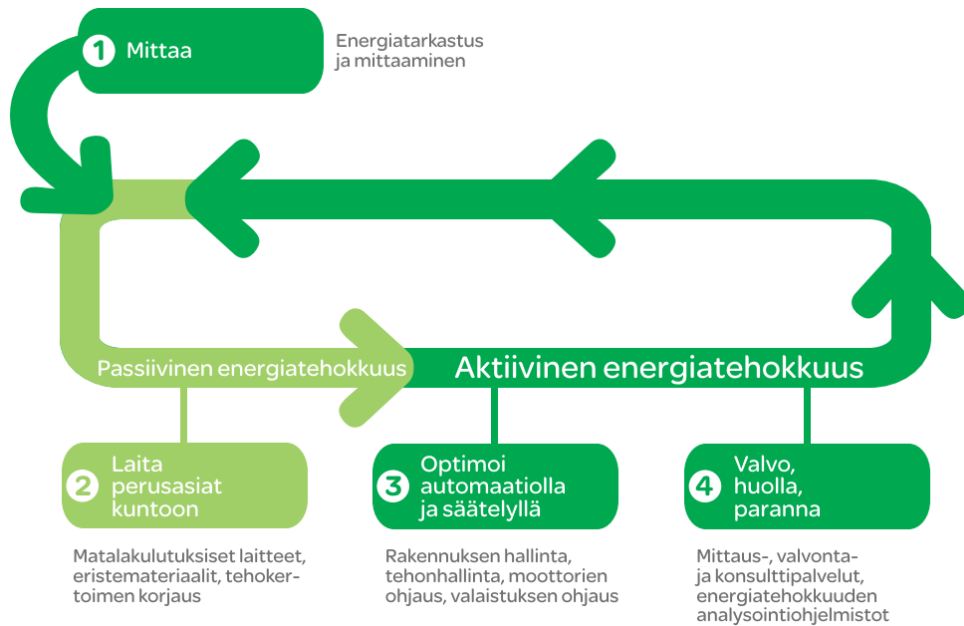 1 Mittaa
Energiatarkastus
ja mittaaminen
Passiivinen energiatehokkuus
Aktiivinen energiatehokkuus
2 Laita
perusasiat
kuntoon
Matalakulutuksiset laitteet,
eristemateriaalit, tehoker-
toimen korjaus
3 Optimoi
automaatiolla
ja säätelyllä
Rakennuksen hallinta,
tehonhallinta, moottorien
ohjaus, valaistuksen ohjaus
4 Valvo,
huolla,
paranna
Mittaus-, valvonta-
ja konsulttipalvelut,
energiatehokkuuden
analysointiohjelmistot